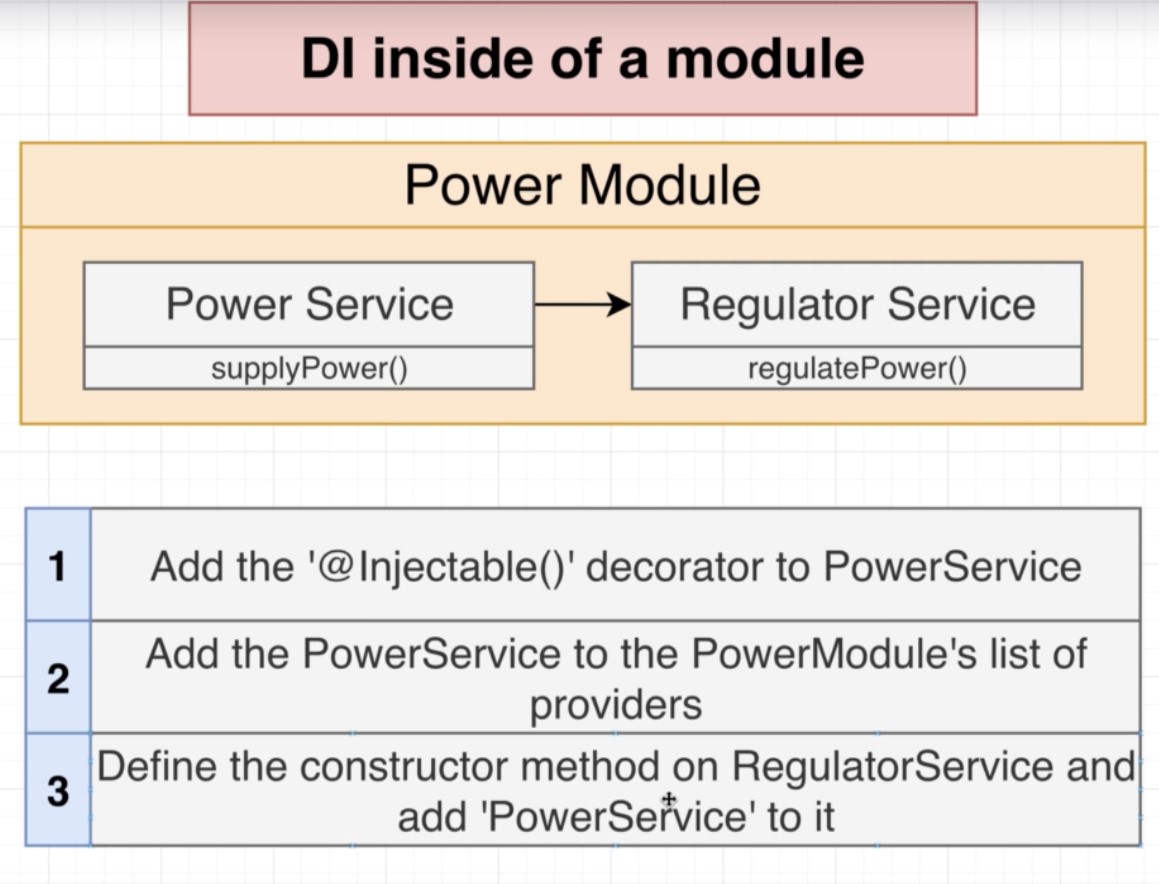 DI inside of a module
Power Module
Power Service
supplyPower()
Regulator Service
regulatePower()
1
Add the '@Injectable()' decorator to PowerService
2
Add the PowerService to the PowerModule's list of
providers
3
Define the constructor method on RegulatorService and
add 'PowerService' to it